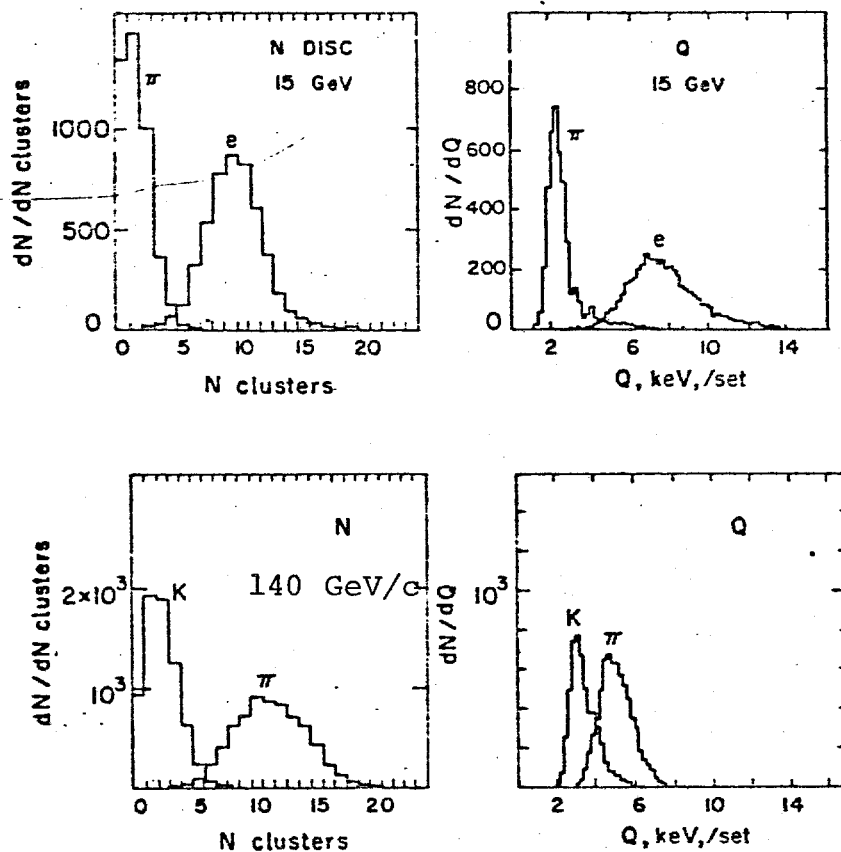 N DISC
15 GeV
π
e
1000
500
0
dN/dN clusters
0 5 10 15 20
N clusters
Q
15 GeV
π
e
800
600
400
200
0
dN/dQ
2 6 10 14
Q, keV,/set
N
140 GeV/c
K
π
2×10³
10³
dN/dN clusters
0 5 10 15 20
N clusters
Q
K
π
10³
dN/dQ
2 6 10 14
Q, keV,/set